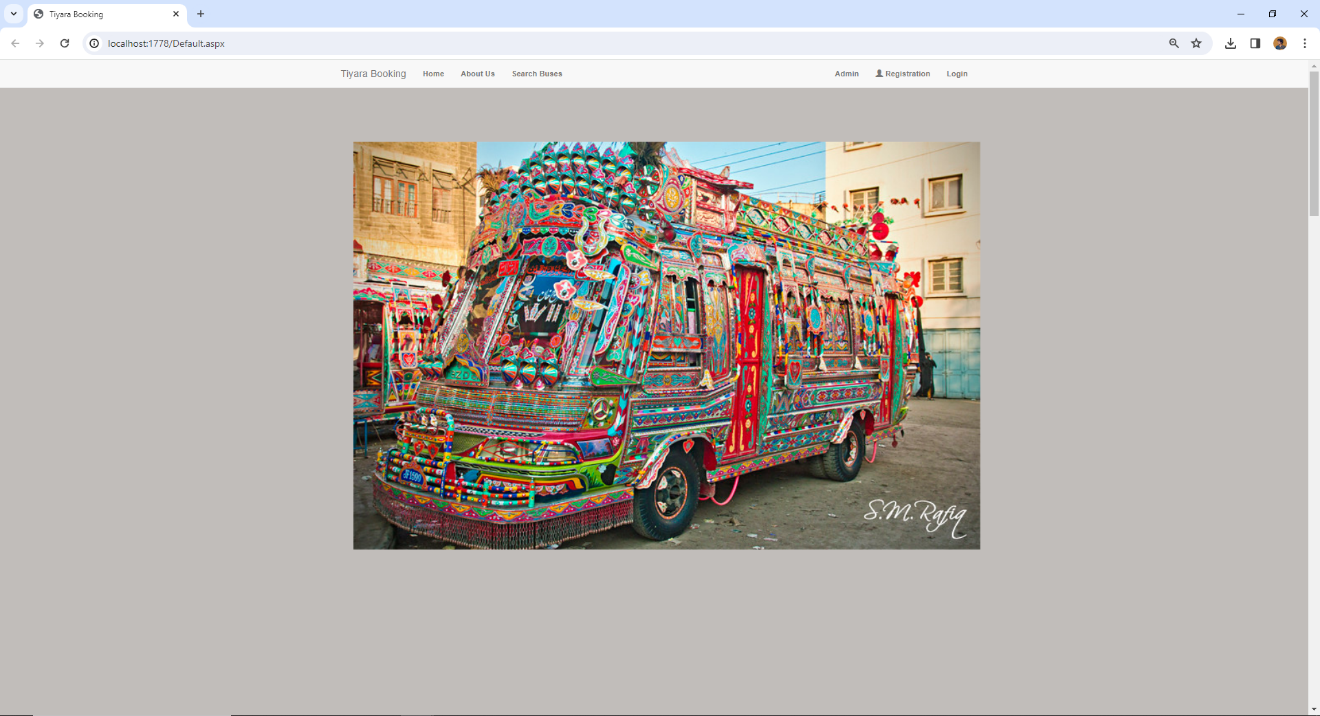 Tiyara Booking
localhost:1778/Default.aspx
Tiyara Booking Home About Us Search Buses Admin Registration Login
S.M.Rafiq